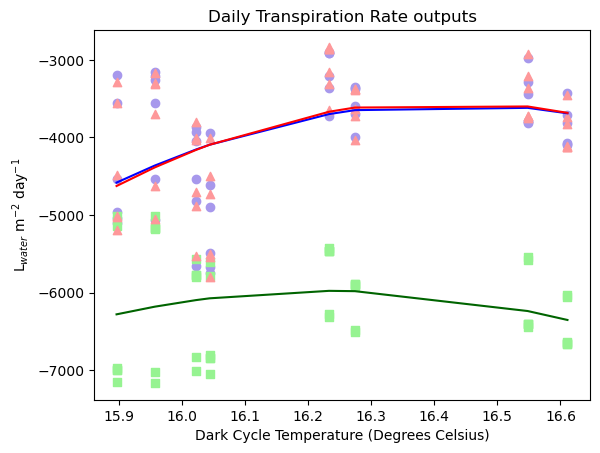 Daily Transpiration Rate outputs
L_water m⁻² day⁻¹
−3000
−4000
−5000
−6000
−7000
15.9 16.0 16.1 16.2 16.3 16.4 16.5 16.6
Dark Cycle Temperature (Degrees Celsius)